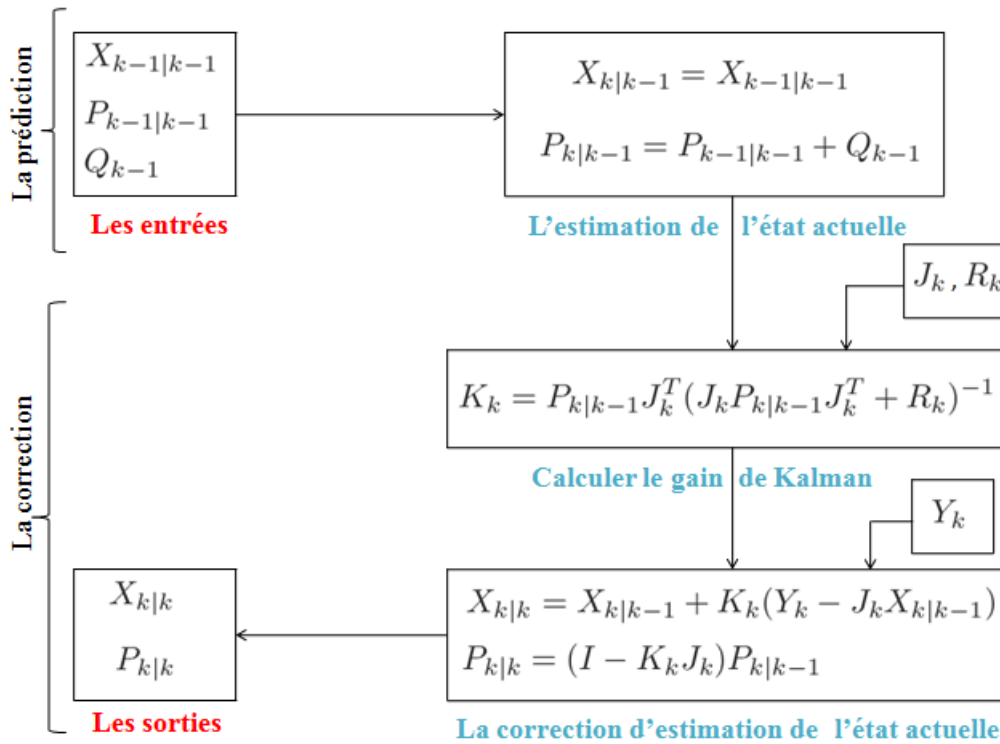 La prédiction
X_{k-1|k-1}
P_{k-1|k-1}
Q_{k-1}
Les entrées
X_{k|k-1} = X_{k-1|k-1}
P_{k|k-1} = P_{k-1|k-1} + Q_{k-1}
L'estimation de l'état actuelle
J_k , R_k
La correction
K_k = P_{k|k-1} J_k^T (J_k P_{k|k-1} J_k^T + R_k)^{-1}
Calculer le gain de Kalman
Y_k
X_{k|k} = X_{k|k-1} + K_k(Y_k - J_k X_{k|k-1})
P_{k|k} = (I - K_k J_k)P_{k|k-1}
La correction d'estimation de l'état actuelle
X_{k|k}
P_{k|k}
Les sorties